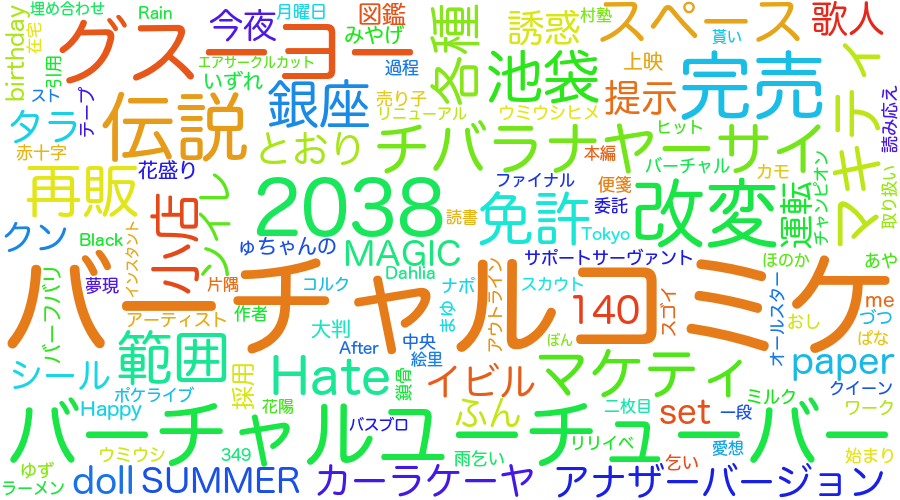 埋め合わせ
Rain
月曜日
図鑑
村塾
スペース
歌人
birthday
在宅
引用
グスーヨー
今夜
みやげ
各種
誘惑
貰い
エアサークルカット
いずれ
過程
池袋
上映
完売
マキティ
タラ
ステ
テープ
伝説
銀座
売り子
リニューアル
ウミウシヒメ
提示
読み応え
赤十字
花盛り
とおり
チバラナヤーサイ
ヒット
本編
バーチャル
カモ
再販
小店
ソイレ
2038
ファイナル
便箋
免許
委託
改変
運転
チャンピオン
取り扱い
クン
Black
インスタント
ゅちゃんの
読書
Tokyo
MAGIC
サポートサーヴァント
ほのか
あや
バーフバリ
夢現
片隅
コルク
Dahlia
ナポ
アウトライン
スカウト
バーチャルコミケ
オールスター
me
づつ
アーティスト
作者
大判
まゆ
140
スゴイ
おし
ぱな
範囲
After
中央
絵里
ぽん
シール
ポケライブ
採用
Hate
鎖骨
イビル
マケティ
paper
クイーン
Happy
花陽
バスブロ
ふん
二枚目
set
一段
ミルク
ワーク
バーチャルユーチューバー
ウミウシ
349
雨乞い
リリイベ
乞い
愛想
始まり
ゆず
ラーメン
doll
SUMMER
カーラケーヤ
アナザーバージョン